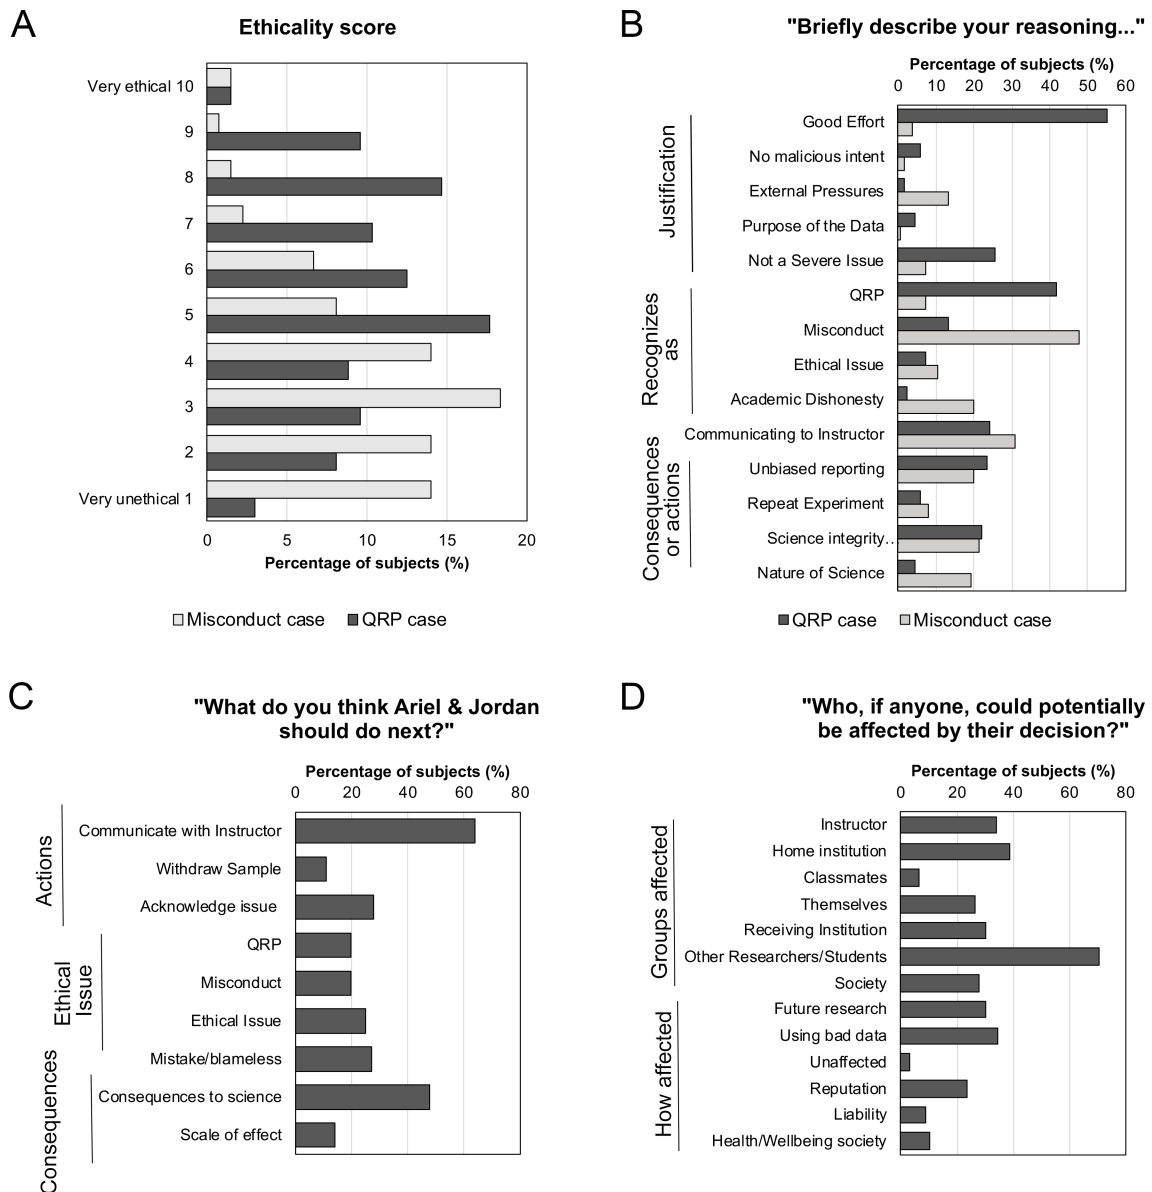 A
Ethicality score
Very ethical 10
9
8
7
6
5
4
3
2
Very unethical 1
0 5 10 15 20
Percentage of subjects (%)
Misconduct case QRP case
B
"Briefly describe your reasoning..."
Percentage of subjects (%)
0 10 20 30 40 50 60
Justification
Good Effort
No malicious intent
External Pressures
Purpose of the Data
Not a Severe Issue
Recognizes
as
QRP
Misconduct
Ethical Issue
Academic Dishonesty
Consequences
or actions
Communicating to Instructor
Unbiased reporting
Repeat Experiment
Science integrity…
Nature of Science
QRP case Misconduct case
C
"What do you think Ariel & Jordan
should do next?"
Percentage of subjects (%)
0 20 40 60 80
Actions
Communicate with Instructor
Withdraw Sample
Acknowledge issue
Ethical
Issue
QRP
Misconduct
Ethical Issue
Mistake/blameless
Consequences
Consequences to science
Scale of effect
D
"Who, if anyone, could potentially
be affected by their decision?"
Percentage of subjects (%)
0 20 40 60 80
Groups affected
Instructor
Home institution
Classmates
Themselves
Receiving Institution
Other Researchers/Students
Society
How affected
Future research
Using bad data
Unaffected
Reputation
Liability
Health/Wellbeing society